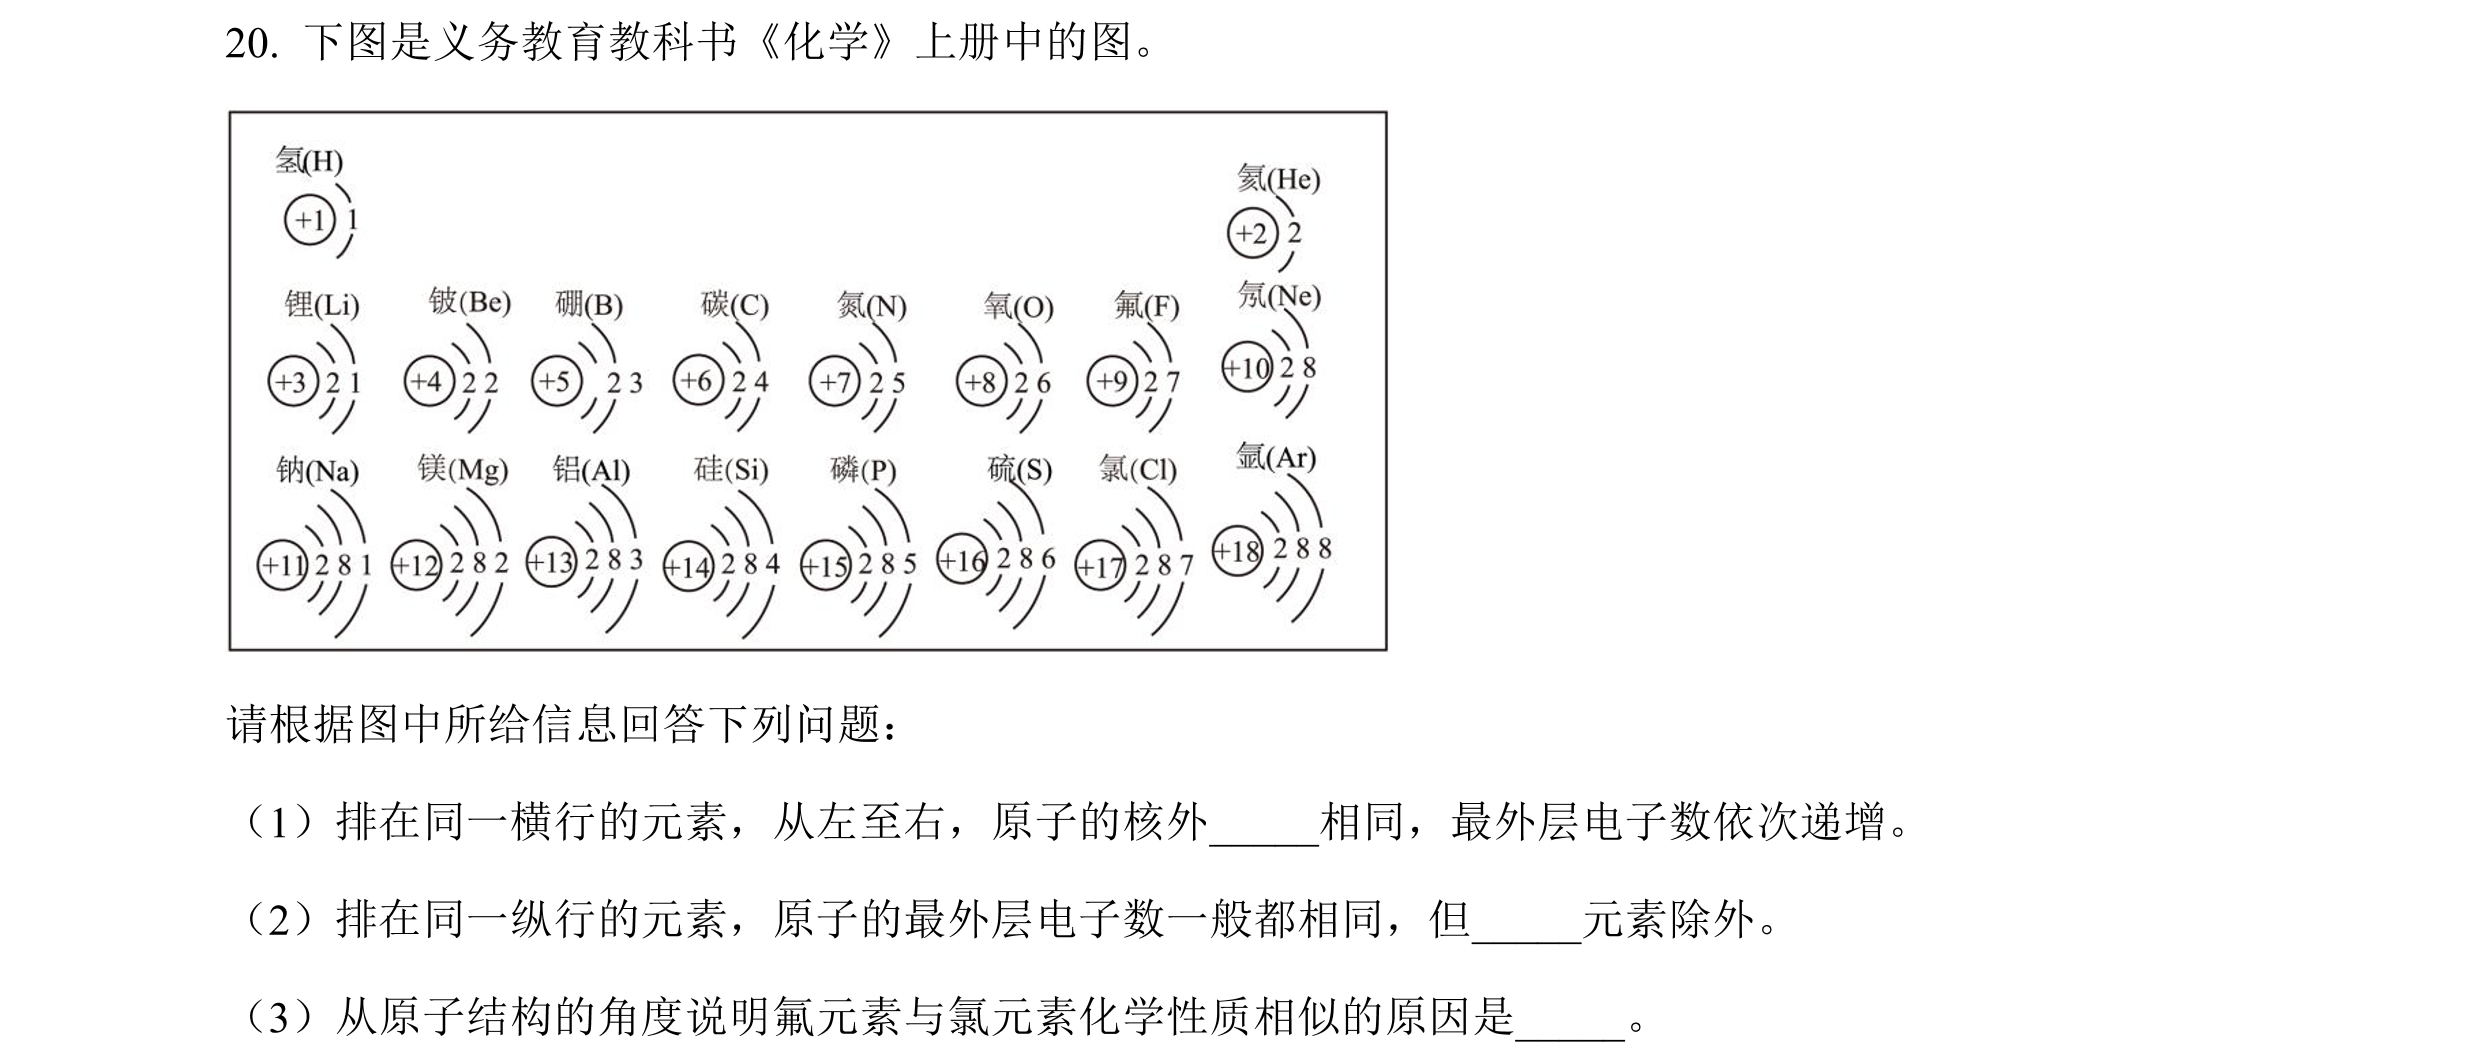 20. 下图是义务教育教科书《化学》上册中的图。
氢(H) 氦(He)
+1 1 +2 2
锂(Li) 铍(Be) 硼(B) 碳(C) 氮(N) 氧(O) 氟(F) 氖(Ne)
+3 2 1 +4 2 2 +5 2 3 +6 2 4 +7 2 5 +8 2 6 +9 2 7 +10 2 8
钠(Na) 镁(Mg) 铝(Al) 硅(Si) 磷(P) 硫(S) 氯(Cl) 氩(Ar)
+11 2 8 1 +12 2 8 2 +13 2 8 3 +14 2 8 4 +15 2 8 5 +16 2 8 6 +17 2 8 7 +18 2 8 8
请根据图中所给信息回答下列问题：
（1）排在同一横行的元素，从左至右，原子的核外_____相同，最外层电子数依次递增。
（2）排在同一纵行的元素，原子的最外层电子数一般都相同，但_____元素除外。
（3）从原子结构的角度说明氟元素与氯元素化学性质相似的原因是_____。